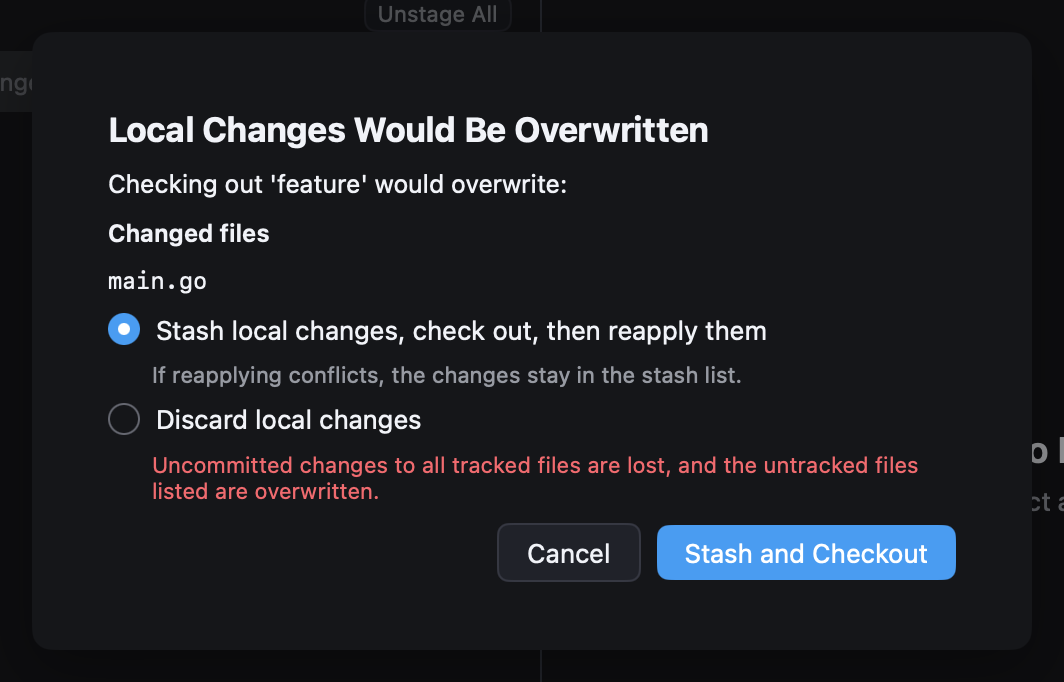 Unstage All
Local Changes Would Be Overwritten
Checking out 'feature' would overwrite:
Changed files
main.go
Stash local changes, check out, then reapply them
If reapplying conflicts, the changes stay in the stash list.
Discard local changes
Uncommitted changes to all tracked files are lost, and the untracked files
listed are overwritten.
Cancel
Stash and Checkout